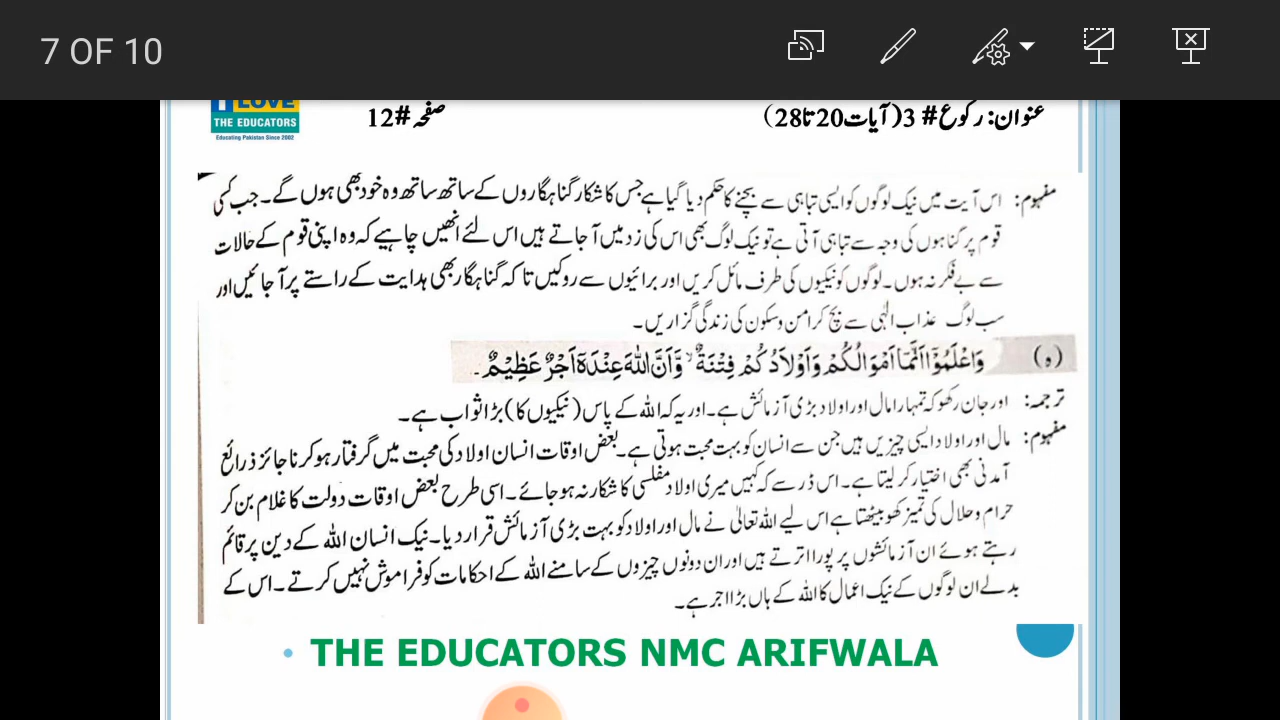 7 OF 10
I LOVE
THE EDUCATORS
Educating Pakistan Since 2002
صفحہ #12
عنوان: رکوع# 3(آیات20تا28)
مفہوم: اس آیت میں نیک لوگوں کو ایسی تباہی سے بچنے کا حکم دیا گیا ہے جس کا شکار گناہگاروں کے ساتھ ساتھ وہ خود بھی ہوں گے۔ جب کسی
قوم پر گناہوں کی وجہ سے تباہی آتی ہے تو نیک لوگ بھی اس کی زد میں آ جاتے ہیں اس لئے انھیں چاہیے کہ وہ اپنی قوم کے حالات
سے بے فکر نہ ہوں۔ لوگوں کو نیکیوں کی طرف مائل کریں اور برائیوں سے روکیں تا کہ گناہگار بھی ہدایت کے راستے پر آ جائیں اور
سب لوگ عذاب الٰہی سے بچ کر امن و سکون کی زندگی گزاریں۔
(ہ) وَاعْلَمُوْٓا اَنَّمَآ اَمْوَالُكُمْ وَاَوْلَادُكُمْ فِتْنَةٌ ۙ وَّاَنَّ اللّٰهَ عِنْدَهٗٓ اَجْرٌ عَظِيْمٌ۔
ترجمہ: اور جان رکھو کہ تمہارا مال اور اولاد بڑی آزمائش ہے۔ اور یہ کہ اللہ کے پاس (نیکیوں کا) بڑا ثواب ہے۔
مفہوم: مال اور اولاد ایسی چیزیں ہیں جن سے انسان کو بہت محبت ہوتی ہے۔ بعض اوقات انسان اولاد کی محبت میں گرفتار ہو کر ناجائز ذرائع
آمدنی بھی اختیار کر لیتا ہے۔ اس ڈر سے کہ کہیں میری اولاد مفلسی کا شکار نہ ہو جائے۔ اسی طرح بعض اوقات دولت کا غلام بن کر
حرام و حلال کی تمیز کھو بیٹھتا ہے اس لیے اللہ تعالیٰ نے مال اور اولاد کو بہت بڑی آزمائش قرار دیا۔ نیک انسان اللہ کے دین پر قائم
رہتے ہوئے ان آزمائشوں پر پورا اترتے ہیں اور ان دونوں چیزوں کے سامنے اللہ کے احکامات کو فراموش نہیں کرتے۔ اس کے
بدلے ان لوگوں کے نیک اعمال کا اللہ کے ہاں بڑا اجر ہے۔
• THE EDUCATORS NMC ARIFWALA